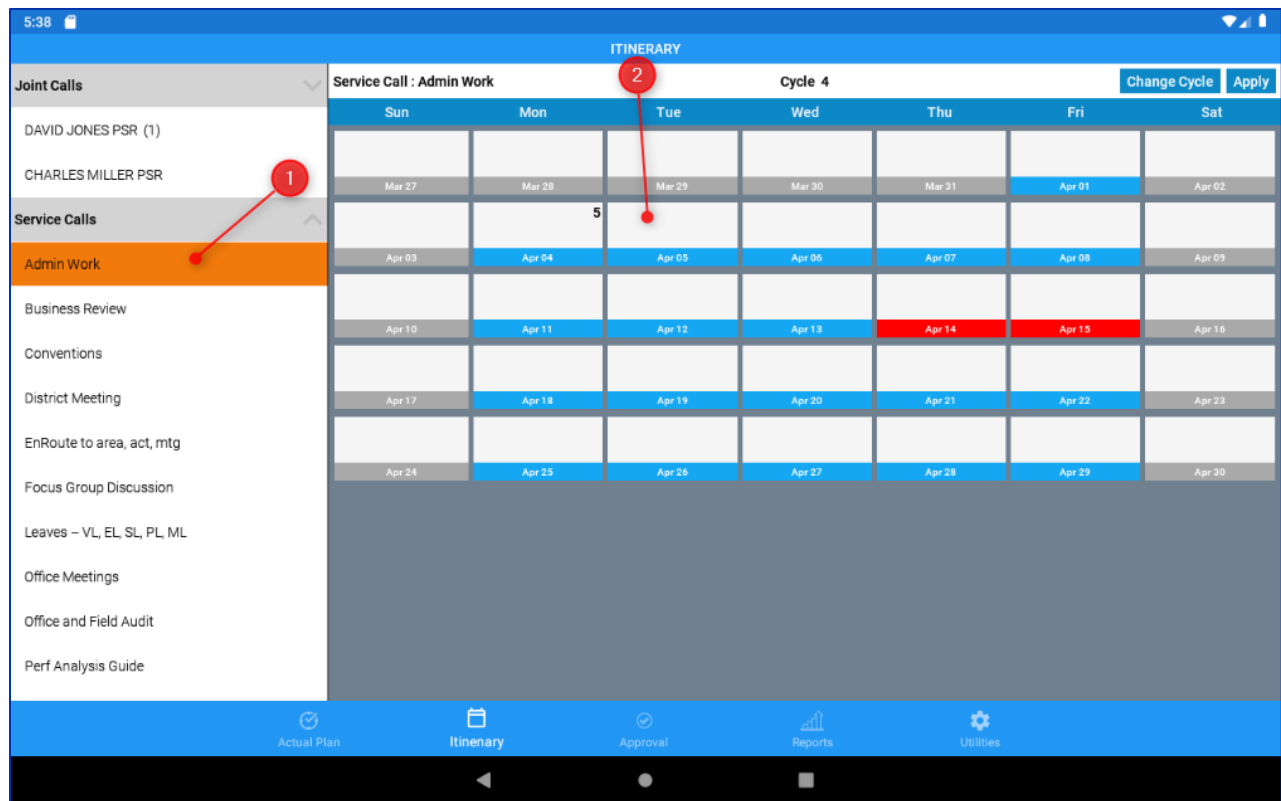 5:38
ITINERARY
Joint Calls
Service Call : Admin Work
2
Cycle 4
Change Cycle
Apply
Sun Mon Tue Wed Thu Fri Sat
DAVID JONES PSR (1)
CHARLES MILLER PSR
1
Mar 27 Mar 28 Mar 29 Mar 30 Mar 31 Apr 01 Apr 02
Service Calls
5
Admin Work
Apr 03 Apr 04 Apr 05 Apr 06 Apr 07 Apr 08 Apr 09
Business Review
Apr 10 Apr 11 Apr 12 Apr 13 Apr 14 Apr 15 Apr 16
Conventions
District Meeting
Apr 17 Apr 18 Apr 19 Apr 20 Apr 21 Apr 22 Apr 23
EnRoute to area, act, mtg
Apr 24 Apr 25 Apr 26 Apr 27 Apr 28 Apr 29 Apr 30
Focus Group Discussion
Leaves – VL, EL, SL, PL, ML
Office Meetings
Office and Field Audit
Perf Analysis Guide
Actual Plan Itinenary Approval Reports Utilities